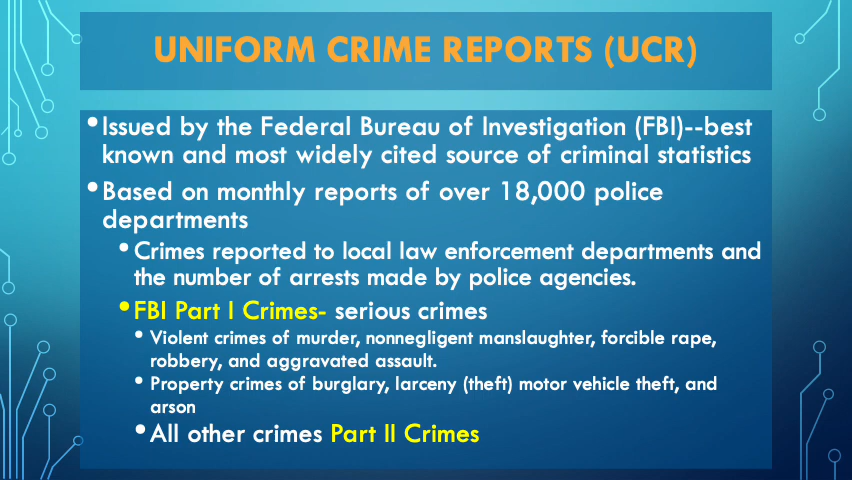 UNIFORM CRIME REPORTS (UCR)
•Issued by the Federal Bureau of Investigation (FBI)--best
known and most widely cited source of criminal statistics
•Based on monthly reports of over 18,000 police
departments
•Crimes reported to local law enforcement departments and
the number of arrests made by police agencies.
•FBI Part I Crimes- serious crimes
•Violent crimes of murder, nonnegligent manslaughter, forcible rape,
robbery, and aggravated assault.
•Property crimes of burglary, larceny (theft) motor vehicle theft, and
arson
•All other crimes Part II Crimes